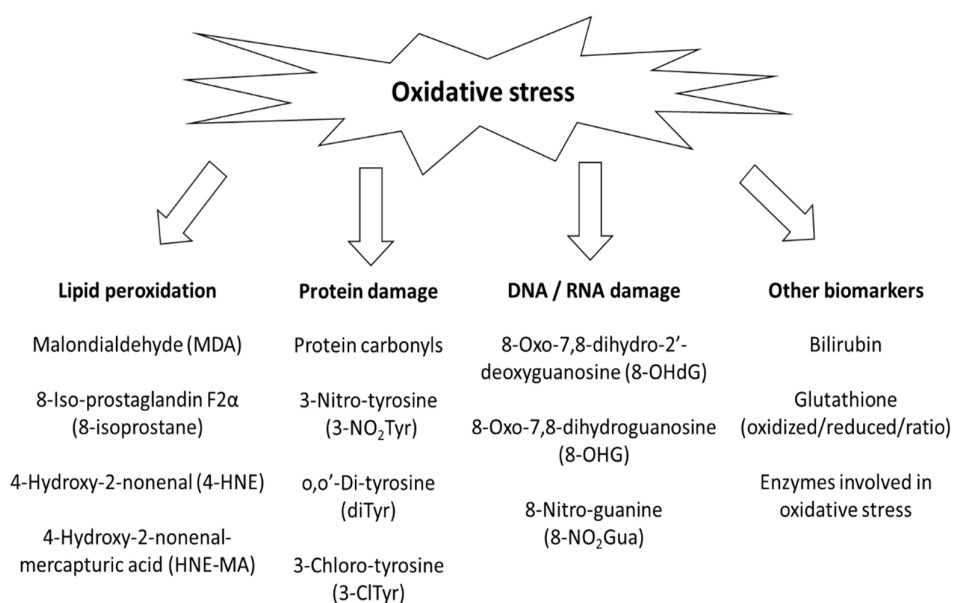 Oxidative stress
Lipid peroxidation
Malondialdehyde (MDA)
8-Iso-prostaglandin F2α
(8-isoprostane)
4-Hydroxy-2-nonenal (4-HNE)
4-Hydroxy-2-nonenal-
mercapturic acid (HNE-MA)
Protein damage
Protein carbonyls
3-Nitro-tyrosine
(3-NO₂Tyr)
o,o’-Di-tyrosine
(diTyr)
3-Chloro-tyrosine
(3-ClTyr)
DNA / RNA damage
8-Oxo-7,8-dihydro-2’-
deoxyguanosine (8-OHdG)
8-Oxo-7,8-dihydroguanosine
(8-OHG)
8-Nitro-guanine
(8-NO₂Gua)
Other biomarkers
Bilirubin
Glutathione
(oxidized/reduced/ratio)
Enzymes involved in
oxidative stress